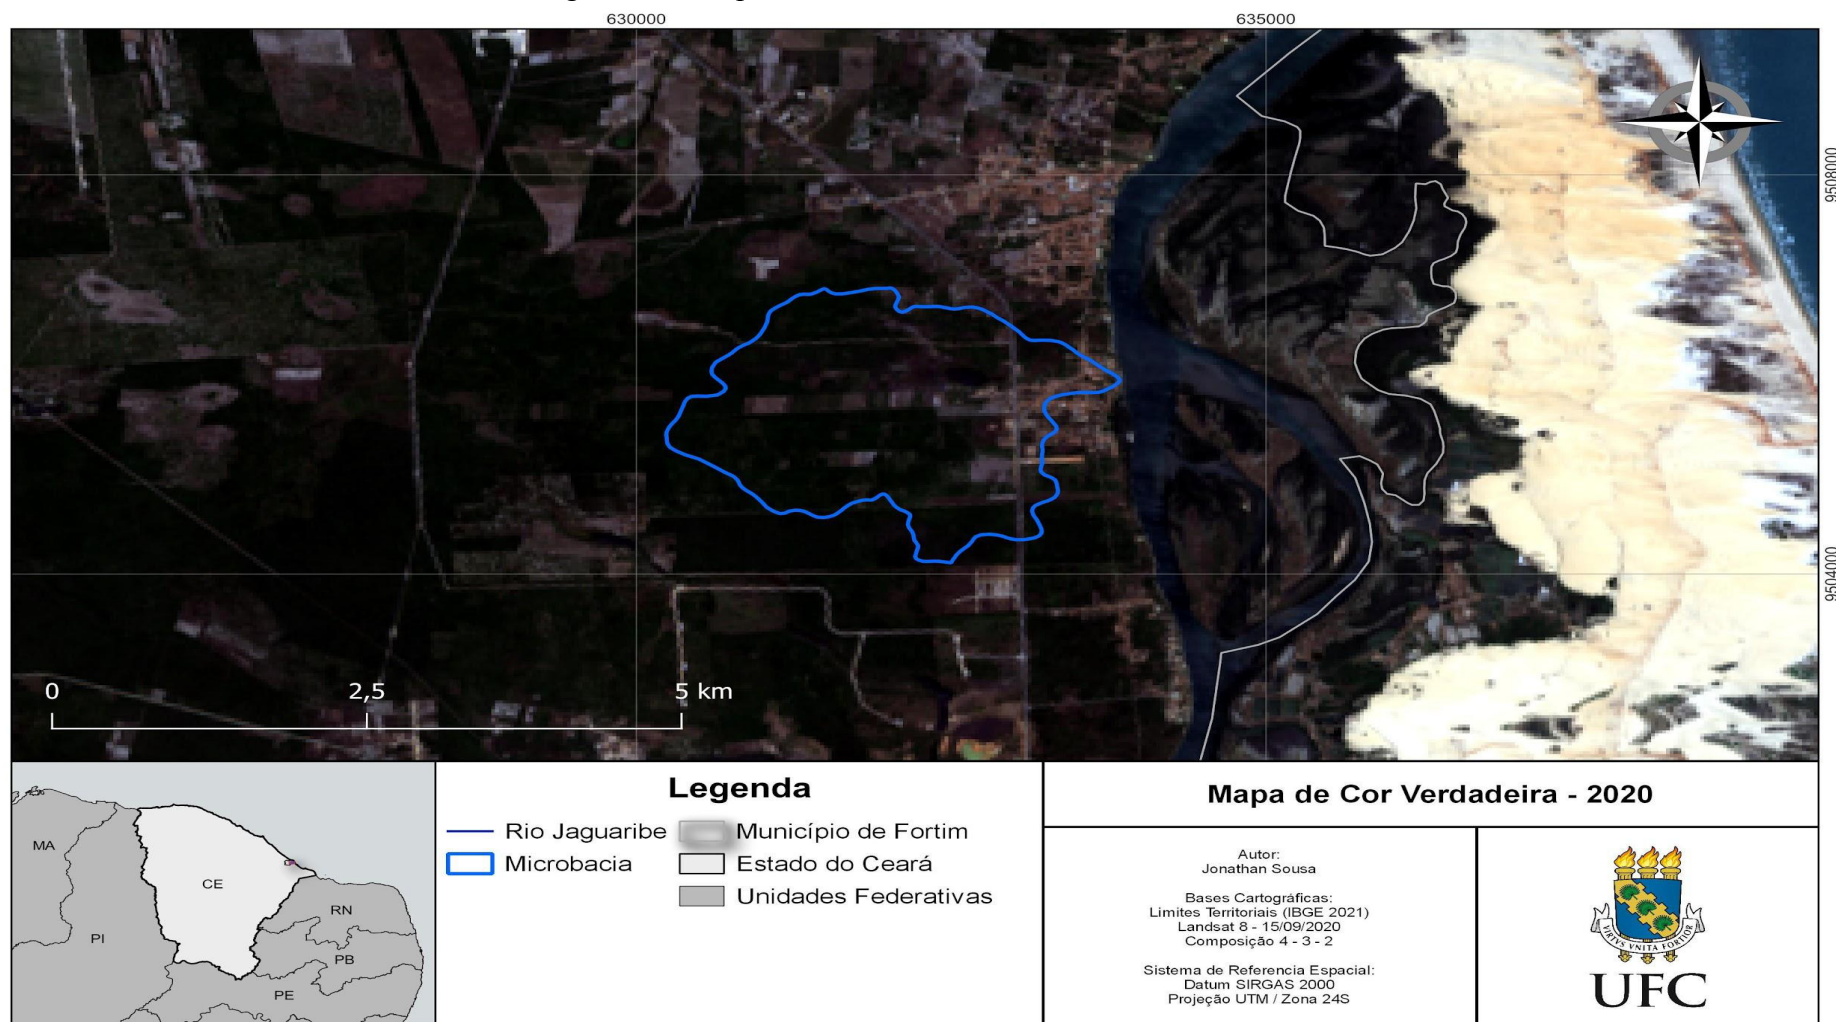 630000
635000
9508000
9504000
0
2,5
5 km
MA
PI
CE
RN
PB
PE
Legenda
Rio Jaguaribe
Município de Fortim
Microbacia
Estado do Ceará
Unidades Federativas
Mapa de Cor Verdadeira - 2020
Autor:
Jonathan Sousa
Bases Cartográficas:
Limites Territoriais (IBGE 2021)
Landsat 8 - 15/09/2020
Composição 4 - 3 - 2
Sistema de Referencia Espacial:
Datum SIRGAS 2000
Projeção UTM / Zona 24S
VIRTVS VNITA FORTIOR
UFC